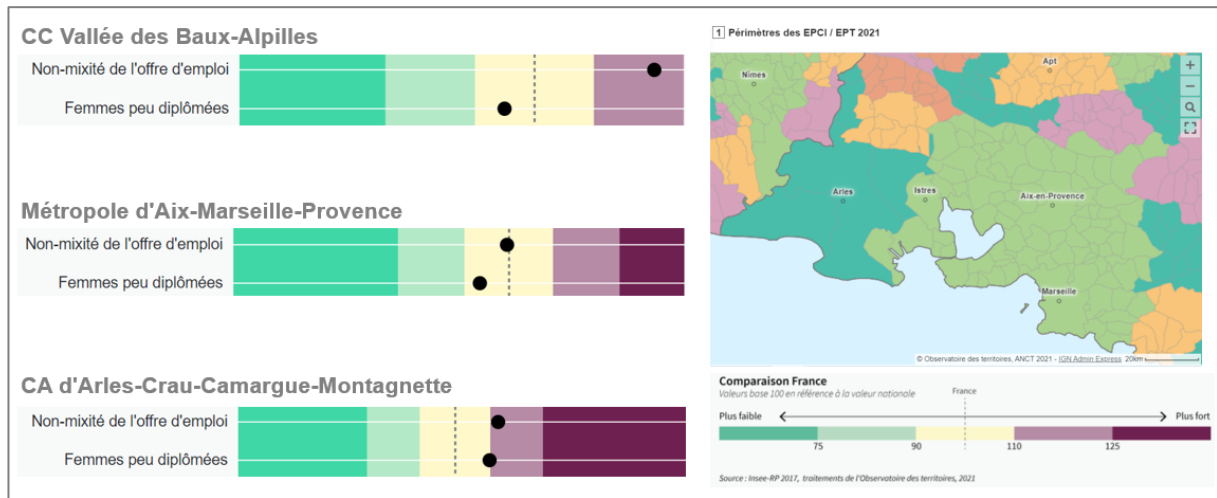 CC Vallée des Baux-Alpilles
Non-mixité de l'offre d'emploi
Femmes peu diplômées
Métropole d'Aix-Marseille-Provence
Non-mixité de l'offre d'emploi
Femmes peu diplômées
CA d'Arles-Crau-Camargue-Montagnette
Non-mixité de l'offre d'emploi
Femmes peu diplômées
1 Périmètres des EPCI / EPT 2021
Nîmes
Apt
Arles
Istres
Aix-en-Provence
Marseille
© Observatoire des territoires, ANCT 2021 - IGN Admin Express 20km
Comparaison France
Valeurs base 100 en référence à la valeur nationale
France
Plus faible
Plus fort
75 90 110 125
Source : Insee-RP 2017, traitements de l'Observatoire des territoires, 2021